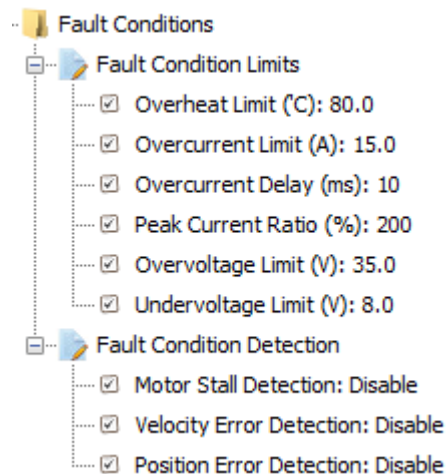 Fault Conditions
Fault Condition Limits
Overheat Limit (℃): 80.0
Overcurrent Limit (A): 15.0
Overcurrent Delay (ms): 10
Peak Current Ratio (%): 200
Overvoltage Limit (V): 35.0
Undervoltage Limit (V): 8.0
Fault Condition Detection
Motor Stall Detection: Disable
Velocity Error Detection: Disable
Position Error Detection: Disable